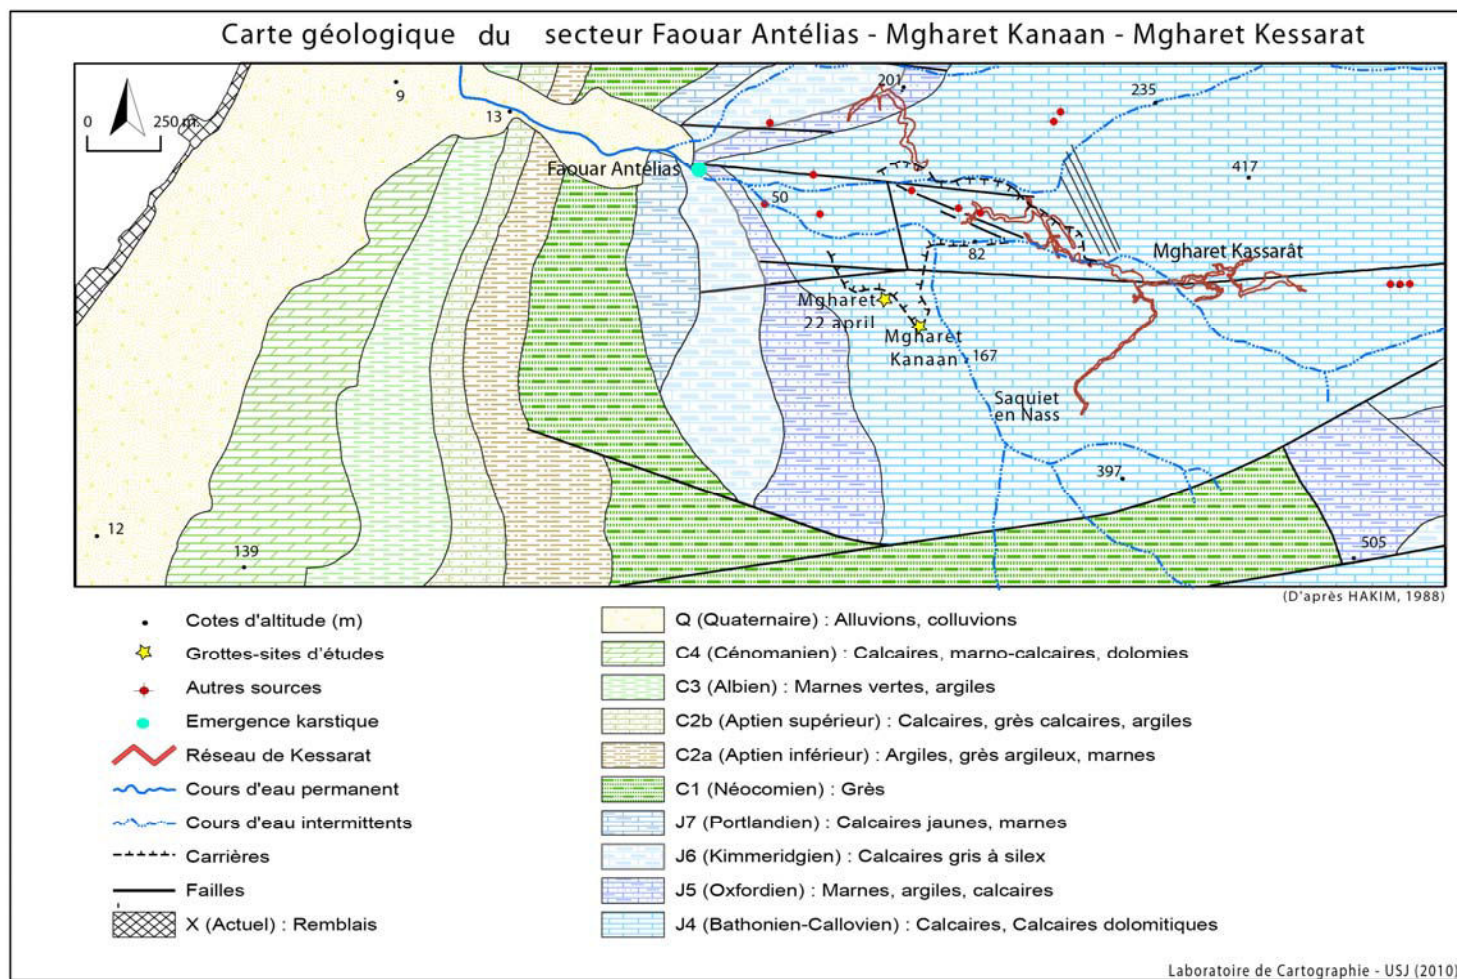 Carte géologique du secteur Faouar Antélias - Mgharet Kanaan - Mgharet Kessarat
0 250 m.
9
13
201
235
417
Faouar Antélias
50
82
Mgharet Kassarât
Mgharet
22 april
Mgharet
Kanaan
167
Saquiet
en Nass
397
12
139
505
(D'après HAKIM, 1988)
Cotes d'altitude (m)
Grottes-sites d'études
Autres sources
Emergence karstique
Réseau de Kessarat
Cours d'eau permanent
Cours d'eau intermittents
Carrières
Failles
X (Actuel) : Remblais
Q (Quaternaire) : Alluvions, colluvions
C4 (Cénomanien) : Calcaires, marno-calcaires, dolomies
C3 (Albien) : Marnes vertes, argiles
C2b (Aptien supérieur) : Calcaires, grès calcaires, argiles
C2a (Aptien inférieur) : Argiles, grès argileux, marnes
C1 (Néocomien) : Grès
J7 (Portlandien) : Calcaires jaunes, marnes
J6 (Kimmeridgien) : Calcaires gris à silex
J5 (Oxfordien) : Marnes, argiles, calcaires
J4 (Bathonien-Callovien) : Calcaires, Calcaires dolomitiques
Laboratoire de Cartographie - USJ (2010)